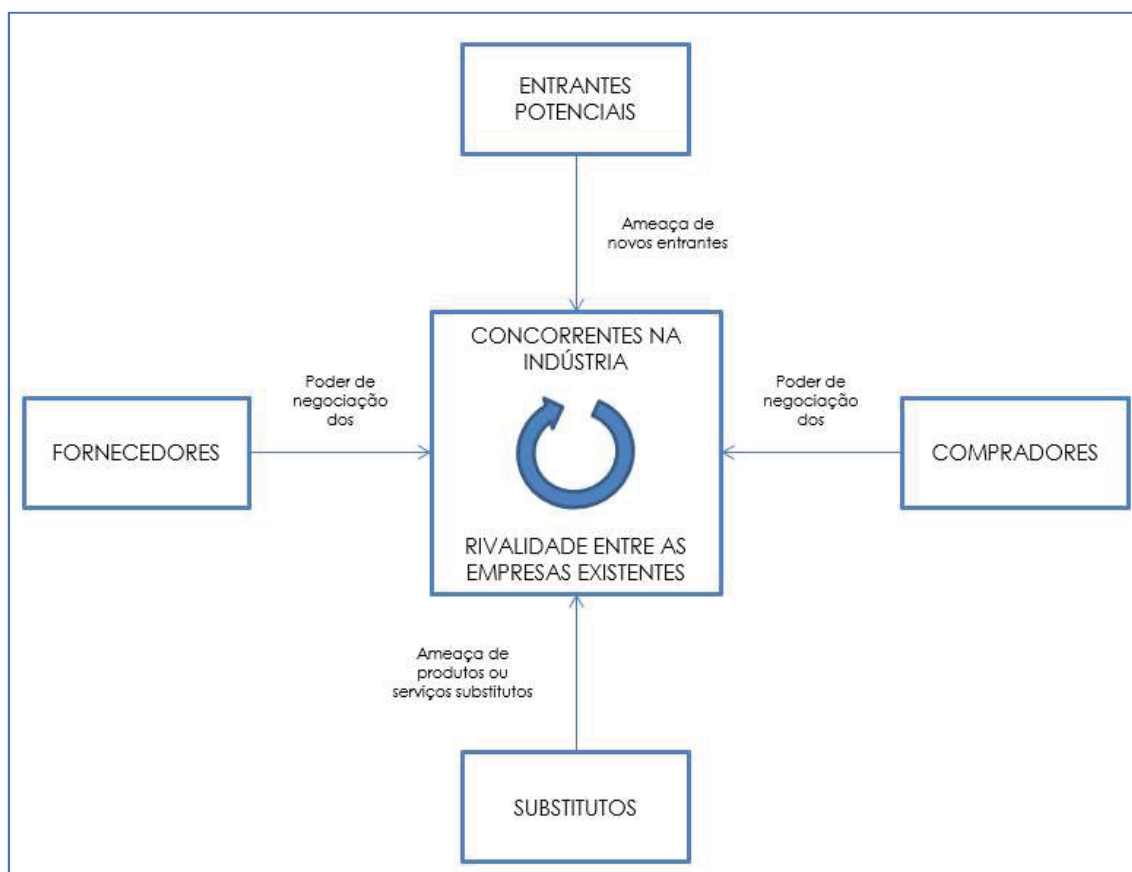 ENTRANTES
POTENCIAIS
Ameaça de
novos entrantes
CONCORRENTES NA
INDÚSTRIA
Poder de
negociação
dos
Poder de
negociação
dos
FORNECEDORES
COMPRADORES
RIVALIDADE ENTRE AS
EMPRESAS EXISTENTES
Ameaça de
produtos ou
serviços substitutos
SUBSTITUTOS